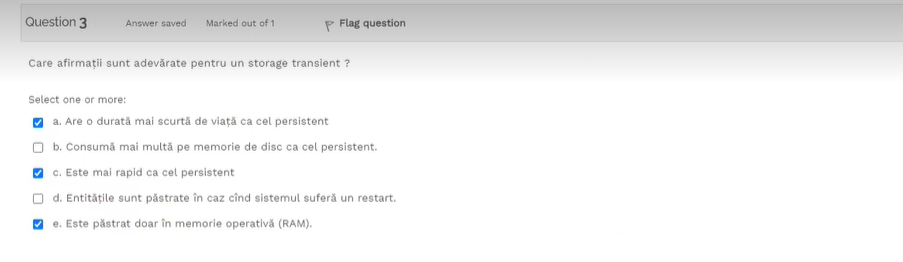 Question 3 Answer saved Marked out of 1 Flag question
Care afirmații sunt adevărate pentru un storage transient ?
Select one or more:
a. Are o durată mai scurtă de viață ca cel persistent
b. Consumă mai multă pe memorie de disc ca cel persistent.
c. Este mai rapid ca cel persistent
d. Entitățile sunt păstrate în caz cînd sistemul suferă un restart.
e. Este păstrat doar în memorie operativă (RAM).